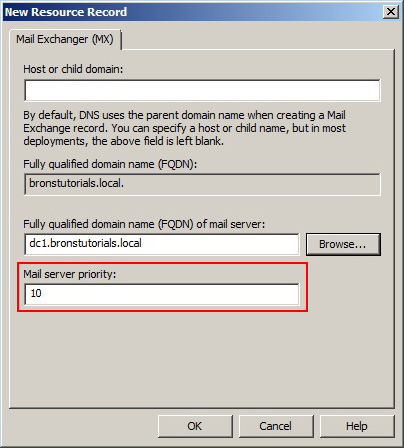 New Resource Record
Mail Exchanger (MX)
Host or child domain:
By default, DNS uses the parent domain name when creating a Mail
Exchange record. You can specify a host or child name, but in most
deployments, the above field is left blank.
Fully qualified domain name (FQDN):
bronstutorials.local.
Fully qualified domain name (FQDN) of mail server:
dc1.bronstutorials.local
Browse...
Mail server priority:
10
OK Cancel Help